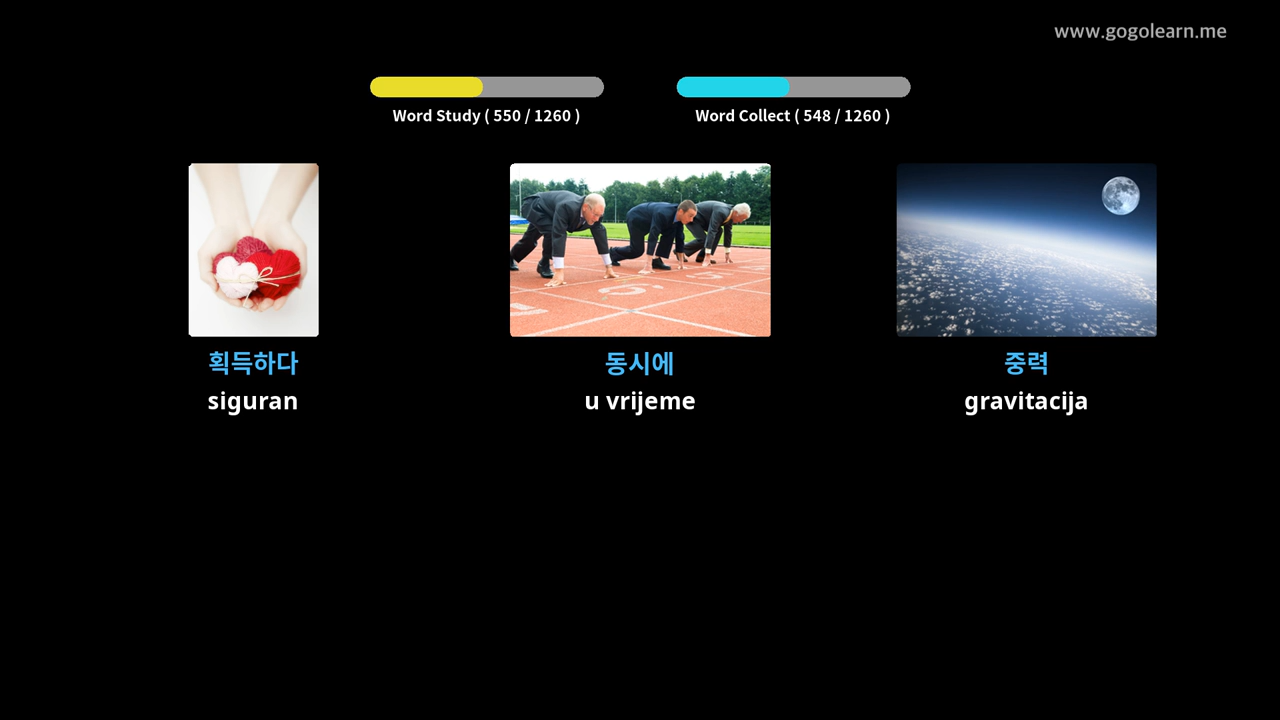 www.gogolearn.me
Word Study ( 550 / 1260 )
Word Collect ( 548 / 1260 )
획득하다
동시에
중력
siguran
u vrijeme
gravitacija